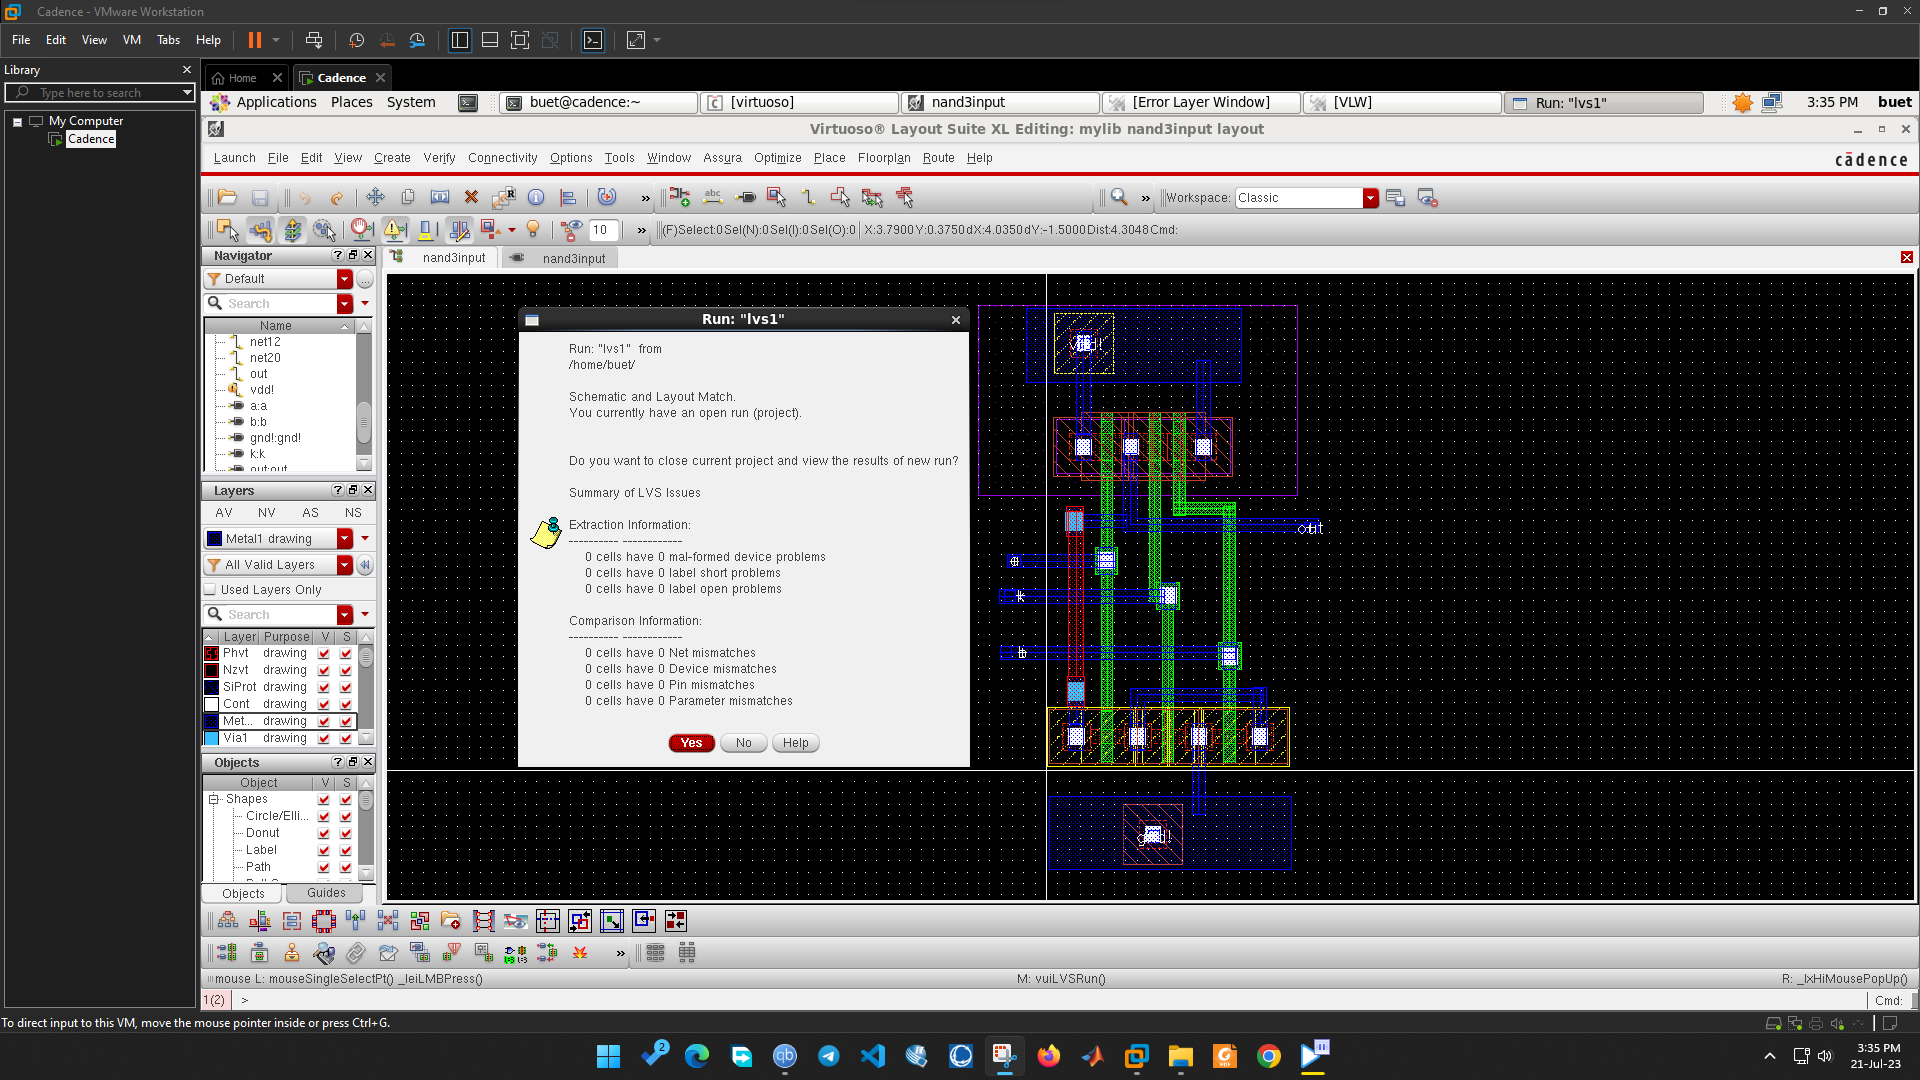 Cadence - VMware Workstation
File Edit View VM Tabs Help
Library
Type here to search
My Computer
Cadence
Home
Cadence
Applications Places System
buet@cadence:~
[virtuoso]
nand3input
[Error Layer Window]
[VLW]
Run: "lvs1"
3:35 PM buet
Virtuoso® Layout Suite XL Editing: mylib nand3input layout
Launch File Edit View Create Verify Connectivity Options Tools Window Assura Optimize Place Floorplan Route Help
cādence
abc
Workspace: Classic
10
(F)Select:0 Sel(N):0 Sel(I):0 Sel(O):0 X:3.7900 Y:0.3750 dX:4.0350 dY:-1.5000 Dist:4.3048 Cmd:
Navigator
nand3input
nand3input
Default
Search
Name
net12
net20
out
vdd!
a:a
b:b
gnd!:gnd!
k:k
out:out
Layers
AV NV AS NS
Metal1 drawing
All Valid Layers
Used Layers Only
Search
Layer Purpose V S
Phvt drawing
Nzvt drawing
SiProt drawing
Cont drawing
Met... drawing
Via1 drawing
Objects
Object V S
Shapes
Circle/Elli...
Donut
Label
Path
Objects Guides
Run: "lvs1"
Run: "lvs1" from
/home/buet/
Schematic and Layout Match.
You currently have an open run (project).
Do you want to close current project and view the results of new run?
Summary of LVS Issues
Extraction Information:
---------- ------------
0 cells have 0 mal-formed device problems
0 cells have 0 label short problems
0 cells have 0 label open problems
Comparison Information:
---------- ------------
0 cells have 0 Net mismatches
0 cells have 0 Device mismatches
0 cells have 0 Pin mismatches
0 cells have 0 Parameter mismatches
Yes No Help
out
a
k
b
mouse L: mouseSingleSelectPt() _leiLMBPress()
M: vuiLVSRun()
R: _lxHiMousePopUp()
1(2) >
Cmd:
To direct input to this VM, move the mouse pointer inside or press Ctrl+G.
2
qb
3:35 PM
21-Jul-23